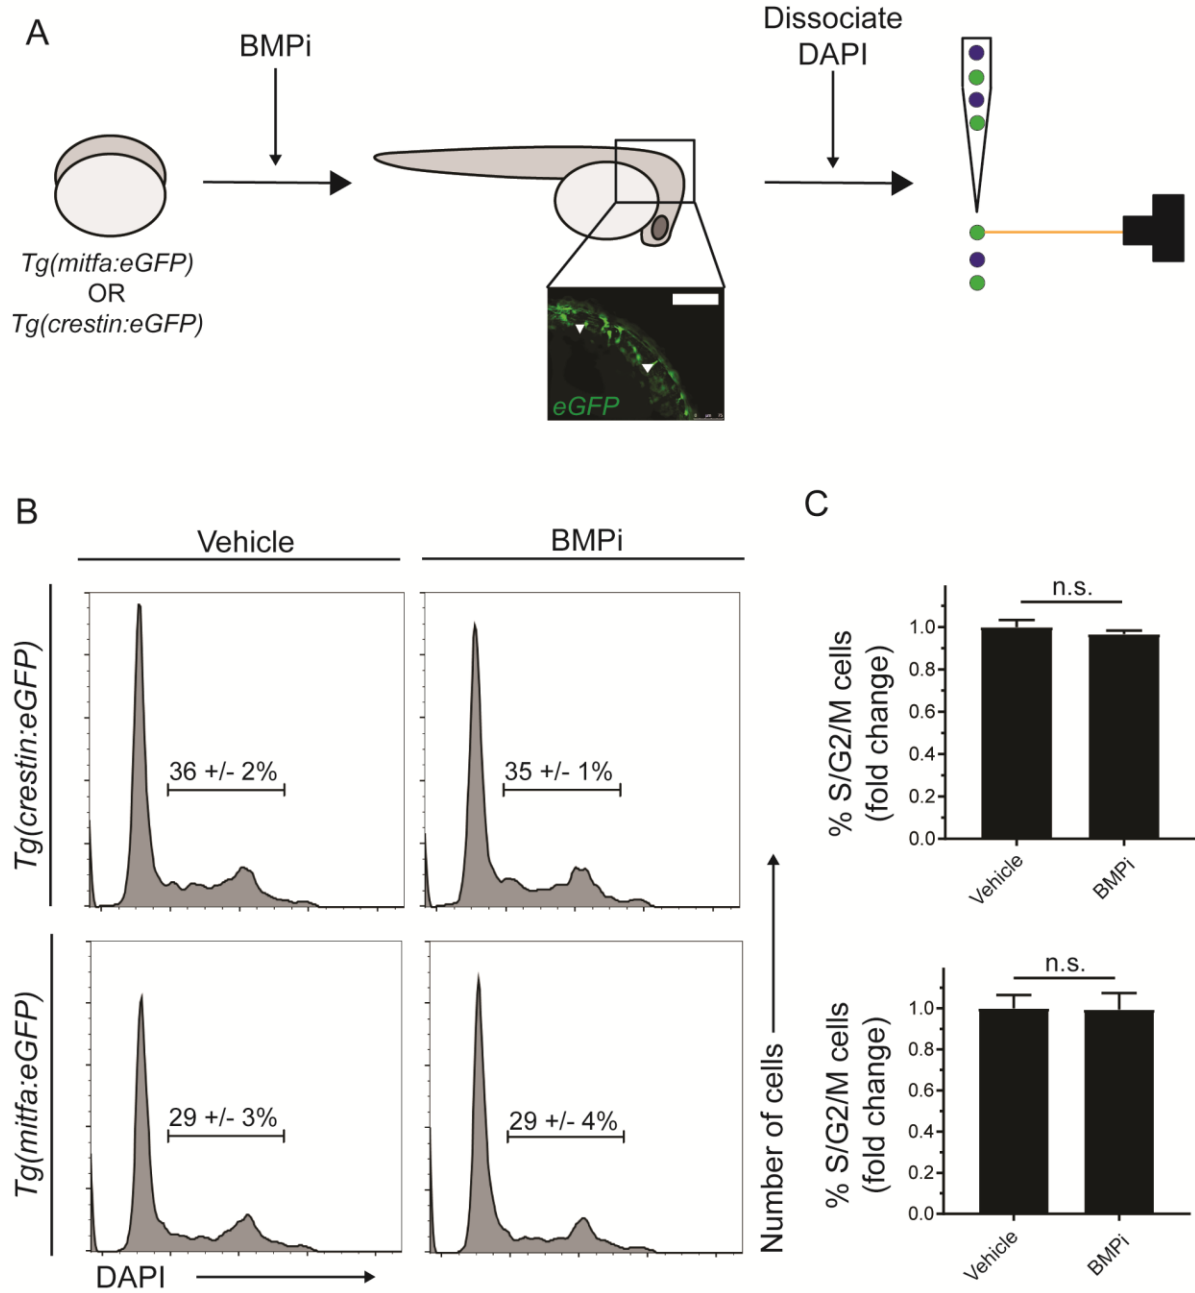 A
BMPi
Dissociate
DAPI
Tg(mitfa:eGFP)
OR
Tg(crestin:eGFP)
eGFP
B
Vehicle
BMPi
Tg(crestin:eGFP)
36 +/- 2%
35 +/- 1%
Tg(mitfa:eGFP)
29 +/- 3%
29 +/- 4%
DAPI
Number of cells
C
n.s.
% S/G2/M cells
(fold change)
1.0
0.8
0.6
0.4
0.2
0.0
Vehicle
BMPi
n.s.
% S/G2/M cells
(fold change)
1.0
0.8
0.6
0.4
0.2
0.0
Vehicle
BMPi